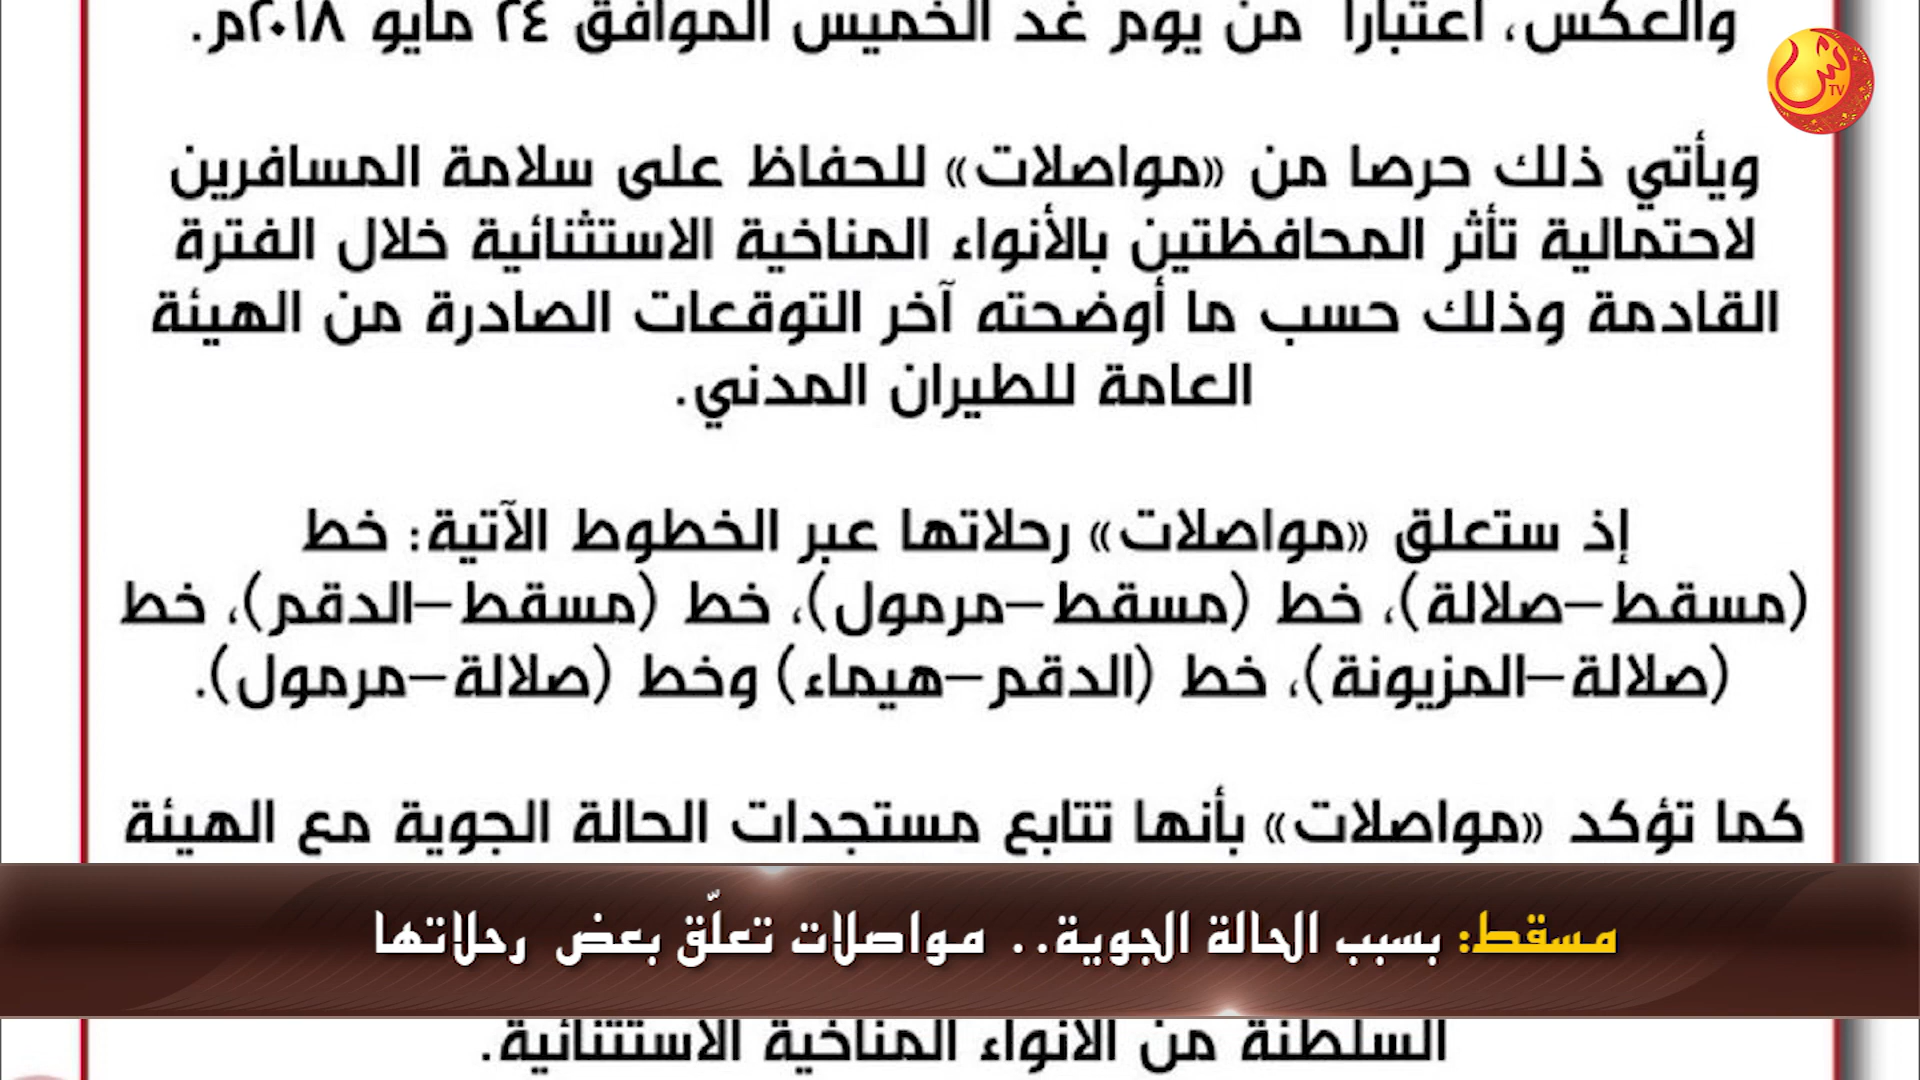 والعكس، اعتباراً من يوم غد الخميس الموافق ٢٤ مايو ٢٠١٨م.
ويأتي ذلك حرصا من «مواصلات» للحفاظ على سلامة المسافرين
لاحتمالية تأثر المحافظتين بالأنواء المناخية الاستثنائية خلال الفترة
القادمة وذلك حسب ما أوضحته آخر التوقعات الصادرة من الهيئة
العامة للطيران المدني.
إذ ستعلق «مواصلات» رحلاتها عبر الخطوط الآتية: خط
(مسقط–صلالة)، خط (مسقط–مرمول)، خط (مسقط–الدقم)، خط
(صلالة–المزيونة)، خط (الدقم–هيماء) وخط (صلالة–مرمول).
كما تؤكد «مواصلات» بأنها تتابع مستجدات الحالة الجوية مع الهيئة
مسقط: بسبب الحالة الجوية.. مواصلات تعلّق بعض رحلاتها
السلطنة من الأنواء المناخية الاستثنائية.
TV